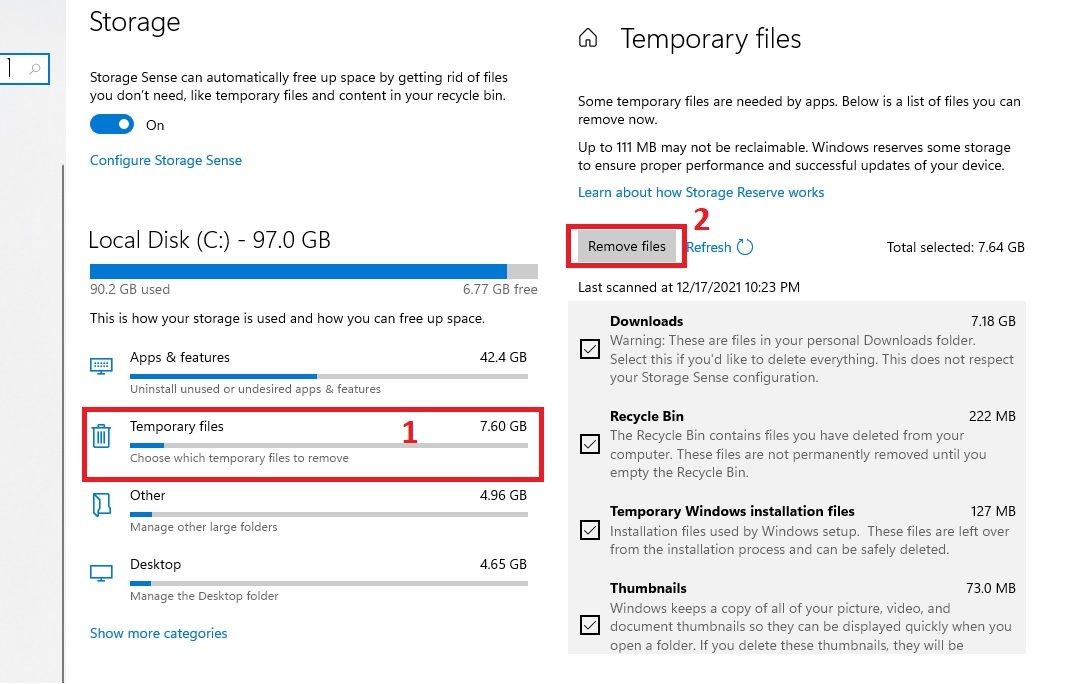 Storage
Storage Sense can automatically free up space by getting rid of files
you don't need, like temporary files and content in your recycle bin.
On
Configure Storage Sense
Local Disk (C:) - 97.0 GB
90.2 GB used
6.77 GB free
This is how your storage is used and how you can free up space.
Apps & features
42.4 GB
Uninstall unused or undesired apps & features
Temporary files
1
7.60 GB
Choose which temporary files to remove
Other
4.96 GB
Manage other large folders
Desktop
4.65 GB
Manage the Desktop folder
Show more categories
Temporary files
Some temporary files are needed by apps. Below is a list of files you can
remove now.
Up to 111 MB may not be reclaimable. Windows reserves some storage
to ensure proper performance and successful updates of your device.
Learn about how Storage Reserve works
2
Remove files
Refresh
Total selected: 7.64 GB
Last scanned at 12/17/2021 10:23 PM
Downloads
7.18 GB
Warning: These are files in your personal Downloads folder.
Select this if you'd like to delete everything. This does not respect
your Storage Sense configuration.
Recycle Bin
222 MB
The Recycle Bin contains files you have deleted from your
computer. These files are not permanently removed until you
empty the Recycle Bin.
Temporary Windows installation files
127 MB
Installation files used by Windows setup.  These files are left over
from the installation process and can be safely deleted.
Thumbnails
73.0 MB
Windows keeps a copy of all of your picture, video, and
document thumbnails so they can be displayed quickly when you
open a folder. If you delete these thumbnails, they will be